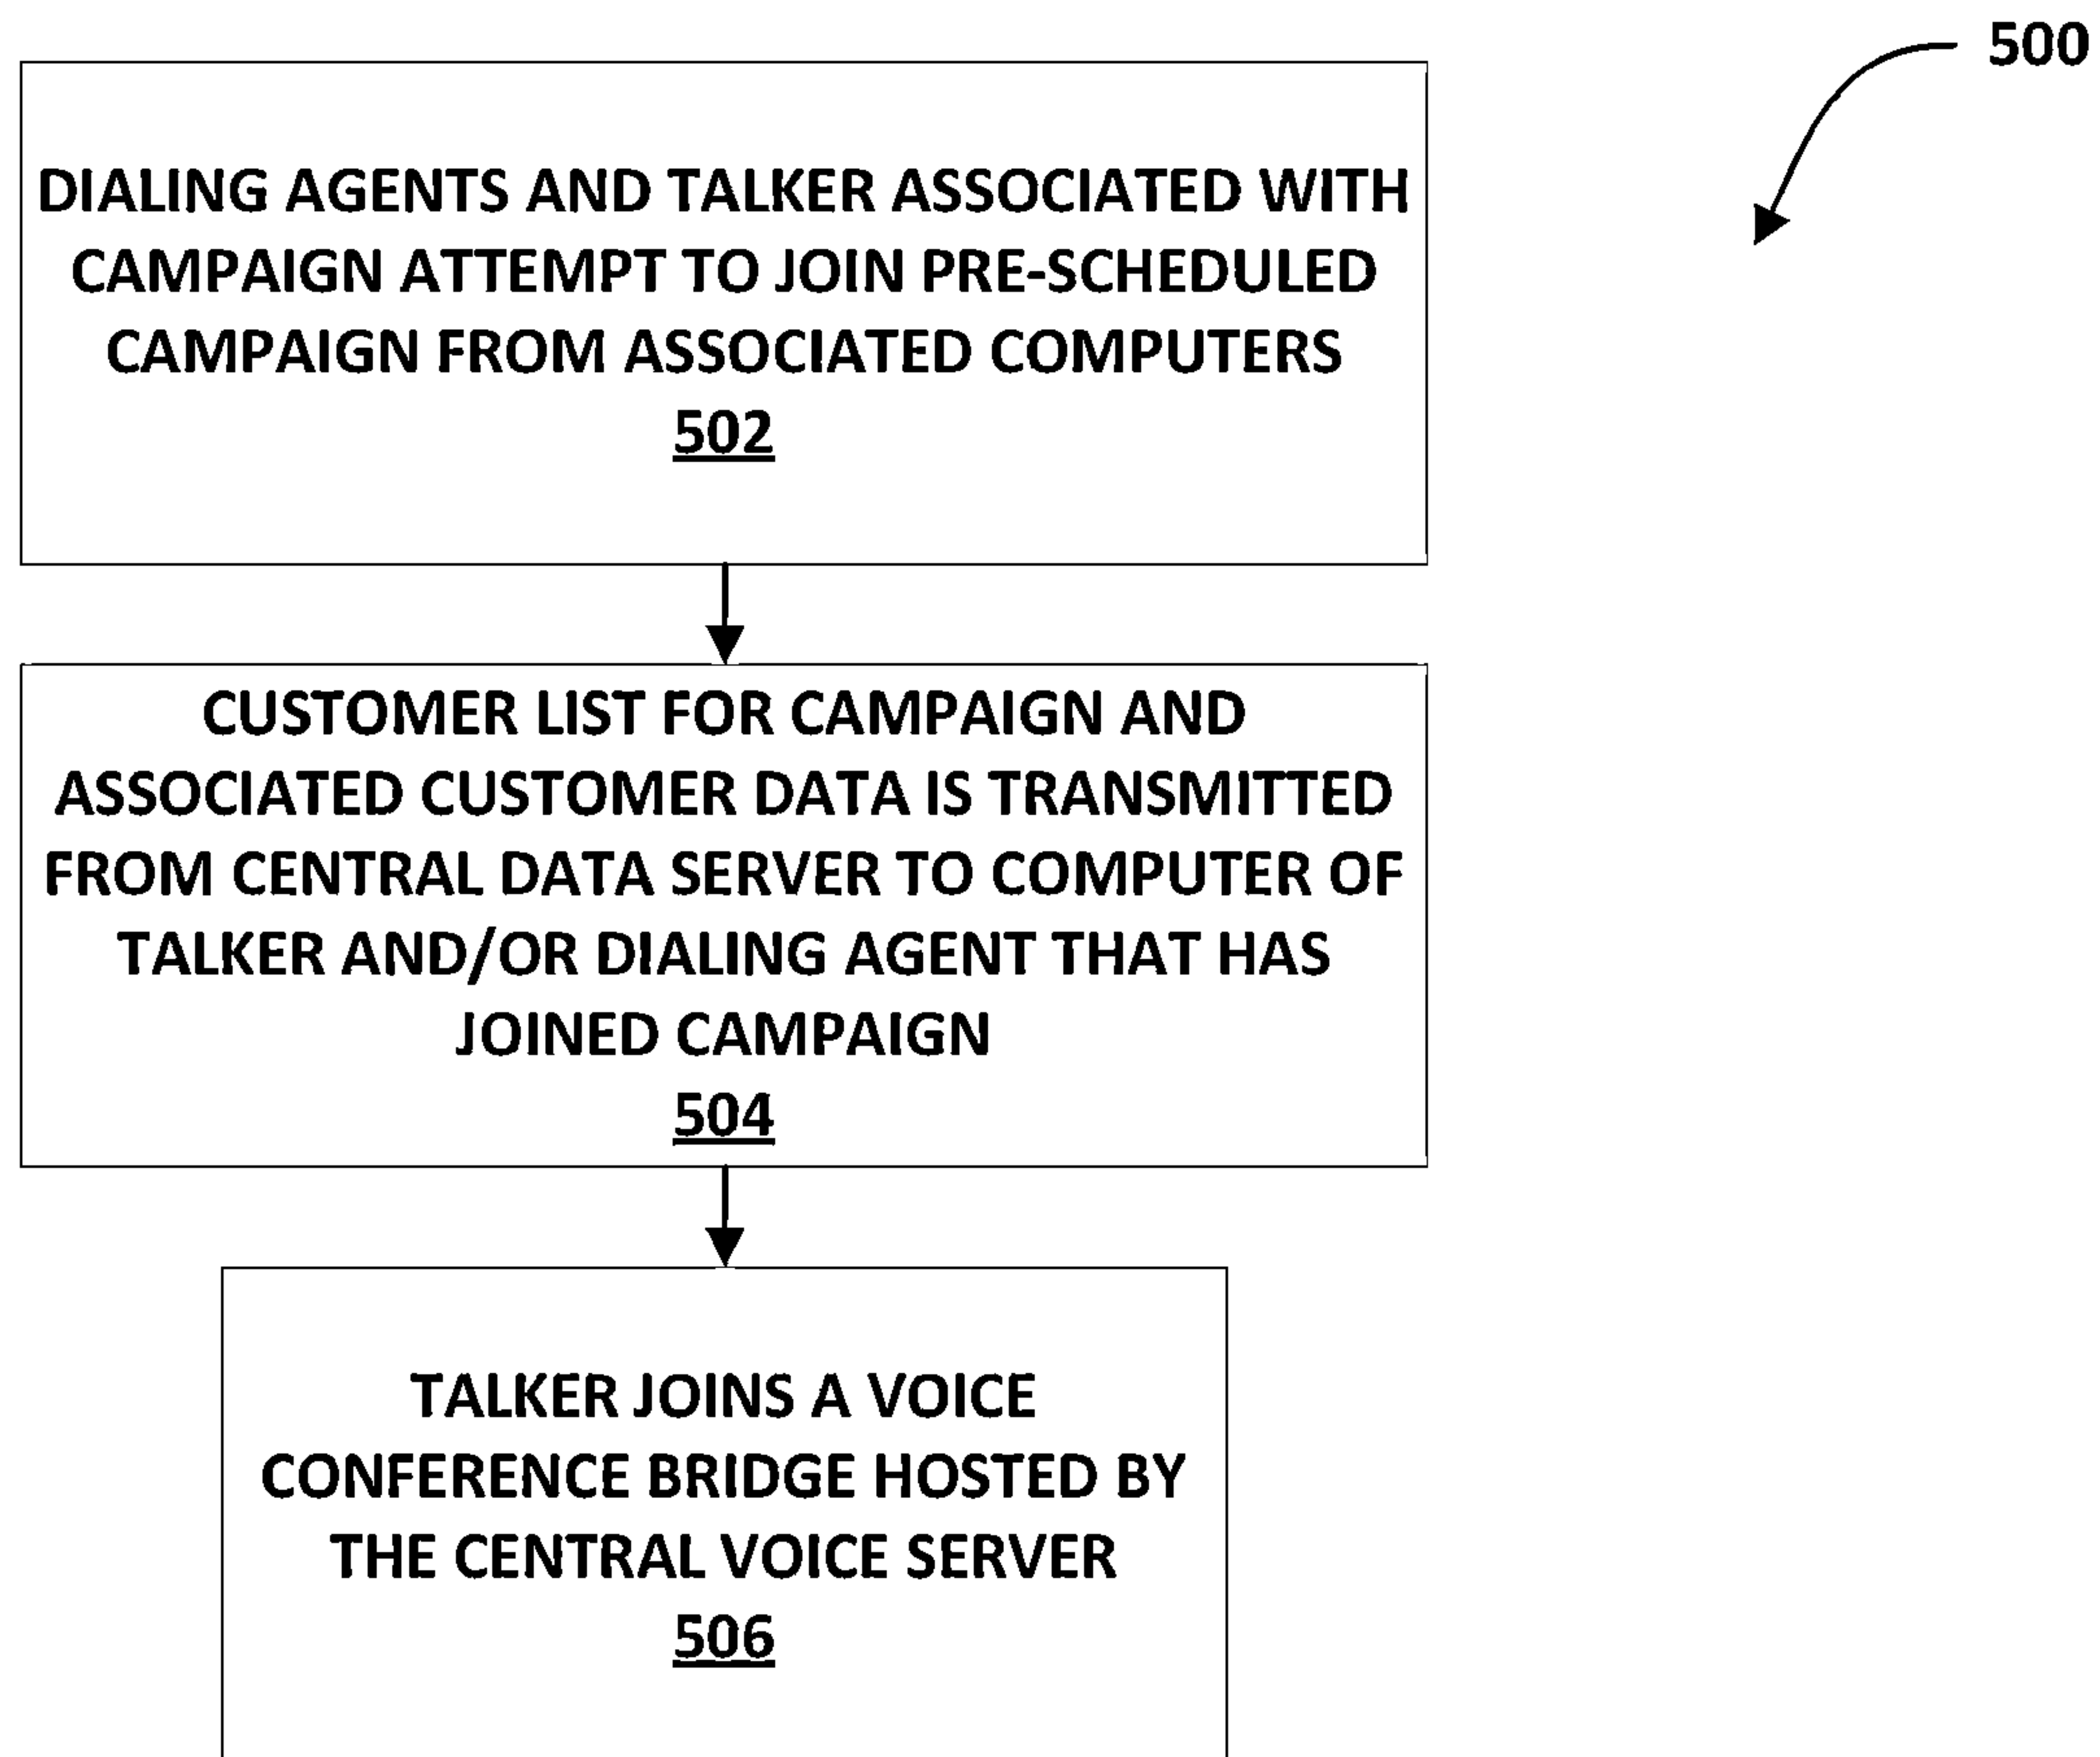 500
DIALING AGENTS AND TALKER ASSOCIATED WITH
CAMPAIGN ATTEMPT TO JOIN PRE-SCHEDULED
CAMPAIGN FROM ASSOCIATED COMPUTERS
502
CUSTOMER LIST FOR CAMPAIGN AND
ASSOCIATED CUSTOMER DATA IS TRANSMITTED
FROM CENTRAL DATA SERVER TO COMPUTER OF
TALKER AND/OR DIALING AGENT THAT HAS
JOINED CAMPAIGN
504
TALKER JOINS A VOICE
CONFERENCE BRIDGE HOSTED BY
THE CENTRAL VOICE SERVER
506